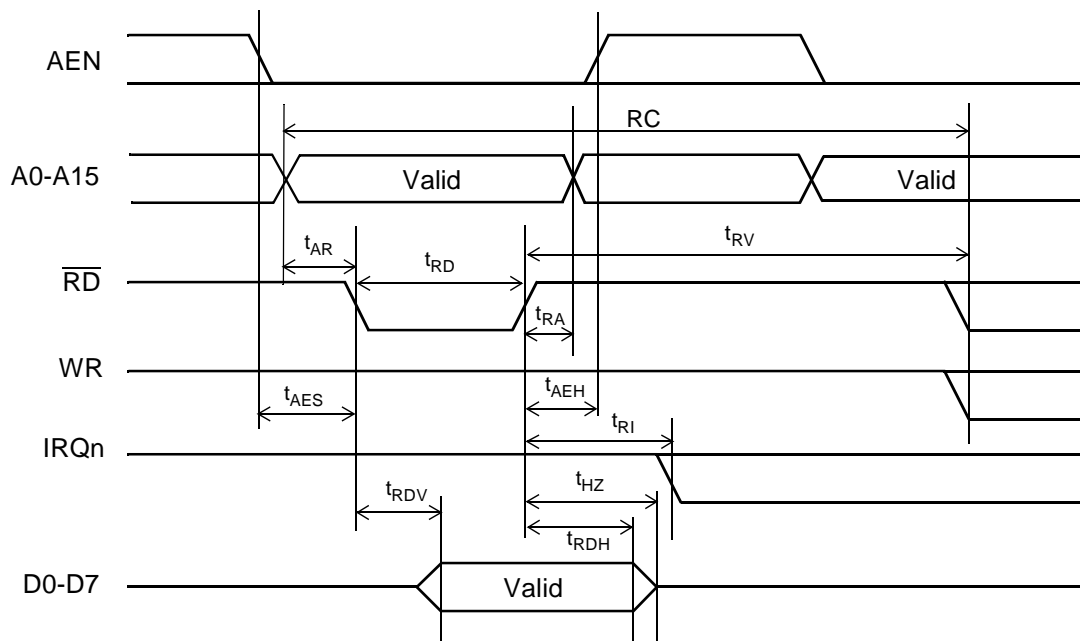 AEN
RC
A0-A15
Valid
Valid
tAR
tRD
tRV
RD
tRA
WR
tAES
tAEH
tRI
IRQn
tRDV
tHZ
tRDH
D0-D7
Valid